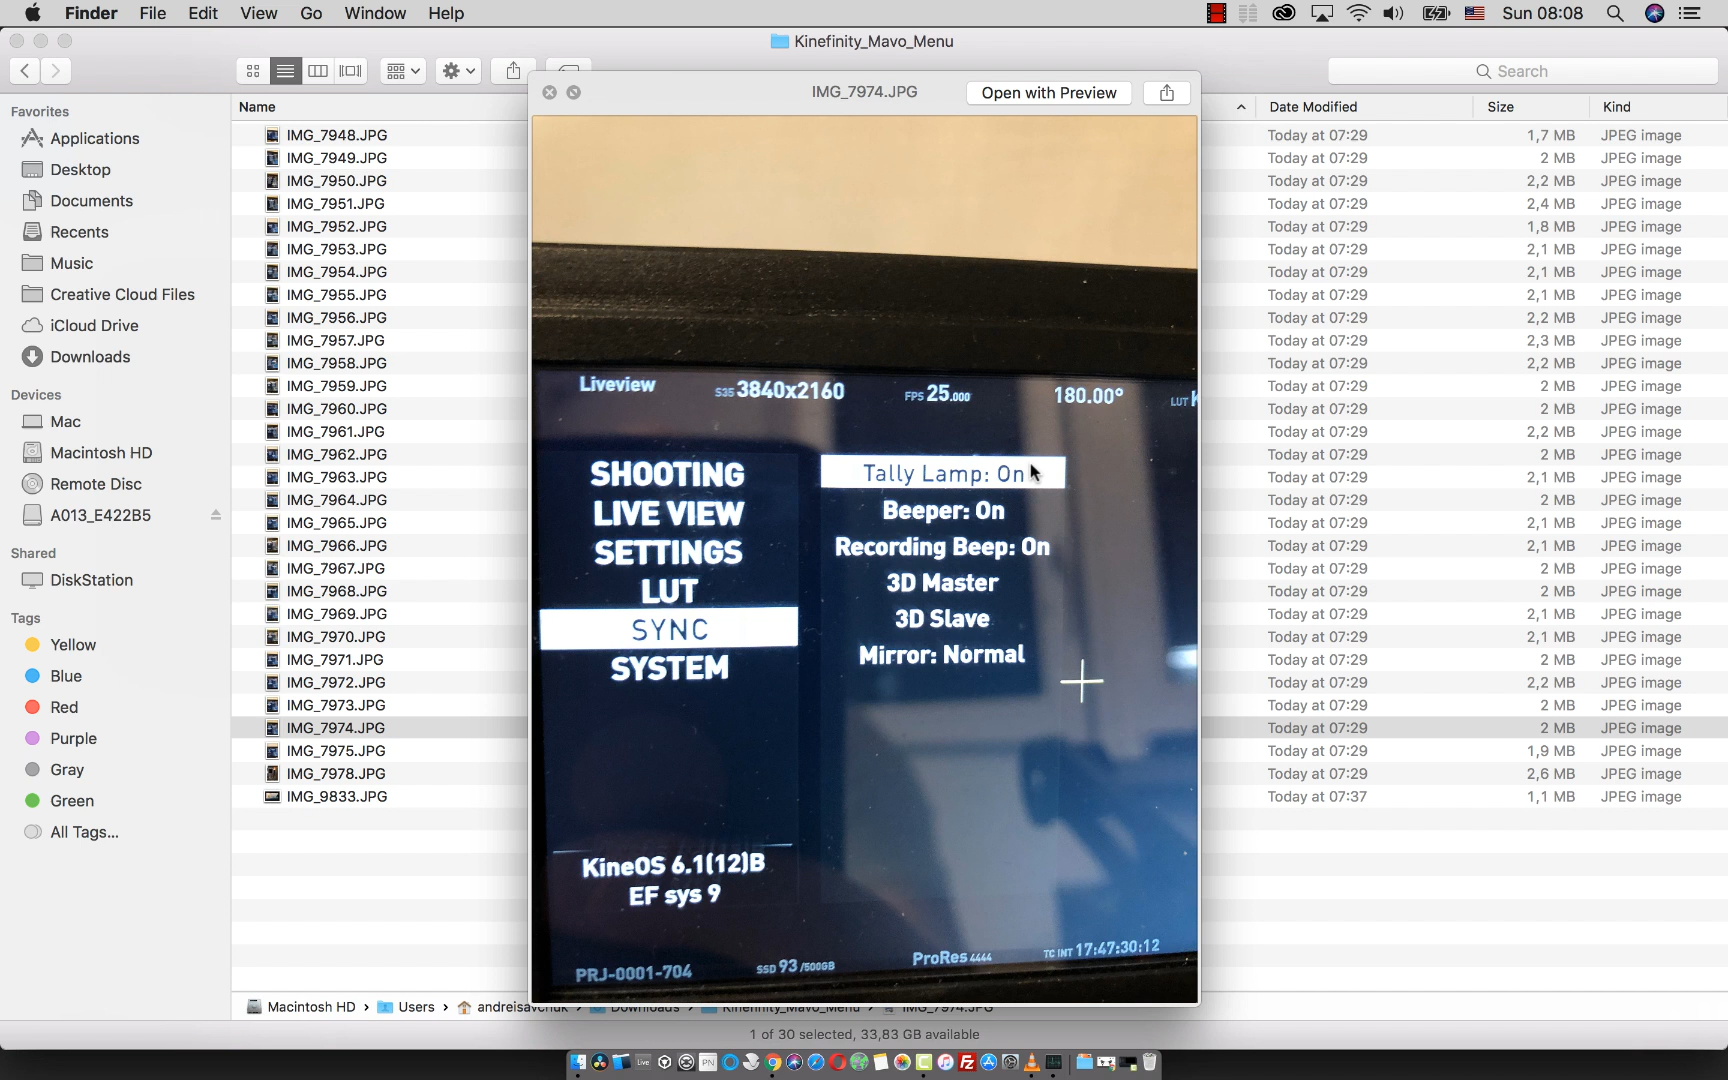 Finder File Edit View Go Window Help
Sun 08:08
Kinefinity_Mavo_Menu
Search
IMG_7974.JPG
Open with Preview
Favorites
Applications
Desktop
Documents
Recents
Music
Creative Cloud Files
iCloud Drive
Downloads
Devices
Mac
Macintosh HD
Remote Disc
A013_E422B5
Shared
DiskStation
Tags
Yellow
Blue
Red
Purple
Gray
Green
All Tags...
Name Date Modified Size Kind
IMG_7948.JPG Today at 07:29 1,7 MB JPEG image
IMG_7949.JPG Today at 07:29 2 MB JPEG image
IMG_7950.JPG Today at 07:29 2,2 MB JPEG image
IMG_7951.JPG Today at 07:29 2,4 MB JPEG image
IMG_7952.JPG Today at 07:29 1,8 MB JPEG image
IMG_7953.JPG Today at 07:29 2,1 MB JPEG image
IMG_7954.JPG Today at 07:29 2,1 MB JPEG image
IMG_7955.JPG Today at 07:29 2,1 MB JPEG image
IMG_7956.JPG Today at 07:29 2,2 MB JPEG image
IMG_7957.JPG Today at 07:29 2,3 MB JPEG image
IMG_7958.JPG Today at 07:29 2,2 MB JPEG image
IMG_7959.JPG Today at 07:29 2 MB JPEG image
IMG_7960.JPG Today at 07:29 2 MB JPEG image
IMG_7961.JPG Today at 07:29 2,2 MB JPEG image
IMG_7962.JPG Today at 07:29 2 MB JPEG image
IMG_7963.JPG Today at 07:29 2,1 MB JPEG image
IMG_7964.JPG Today at 07:29 2 MB JPEG image
IMG_7965.JPG Today at 07:29 2,1 MB JPEG image
IMG_7966.JPG Today at 07:29 2,1 MB JPEG image
IMG_7967.JPG Today at 07:29 2 MB JPEG image
IMG_7968.JPG Today at 07:29 2 MB JPEG image
IMG_7969.JPG Today at 07:29 2,1 MB JPEG image
IMG_7970.JPG Today at 07:29 2,1 MB JPEG image
IMG_7971.JPG Today at 07:29 2 MB JPEG image
IMG_7972.JPG Today at 07:29 2,2 MB JPEG image
IMG_7973.JPG Today at 07:29 2 MB JPEG image
IMG_7974.JPG Today at 07:29 2 MB JPEG image
IMG_7975.JPG Today at 07:29 1,9 MB JPEG image
IMG_7978.JPG Today at 07:29 2,6 MB JPEG image
IMG_9833.JPG Today at 07:37 1,1 MB JPEG image
Liveview S35 3840x2160 FPS 25.000 180.00° LUT
SHOOTING
LIVE VIEW
SETTINGS
LUT
SYNC
SYSTEM
Tally Lamp: On
Beeper: On
Recording Beep: On
3D Master
3D Slave
Mirror: Normal
KineOS 6.1(12)B
EF sys 9
PRJ-0001-704 SSD 93/500GB ProRes 4444 TC INT 17:47:30:12
Macintosh HD › Users › andreisavchuk › Downloads › Kinefinity_Mavo_Menu › IMG_7974.JPG
1 of 30 selected, 33,83 GB available